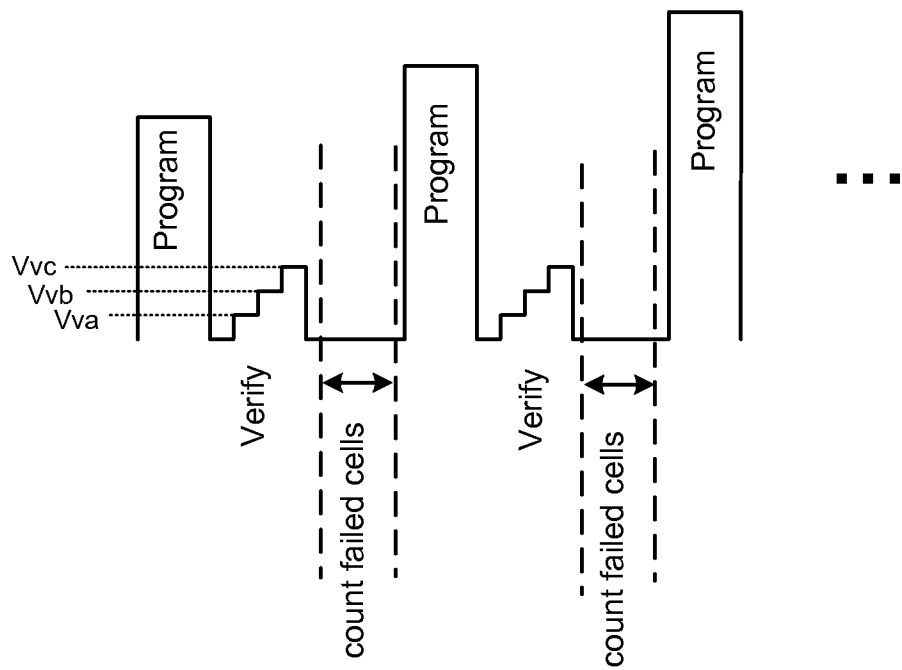 Program
Program
Program
Vvc
Vvb
Vva
Verify
Verify
count failed cells
count failed cells